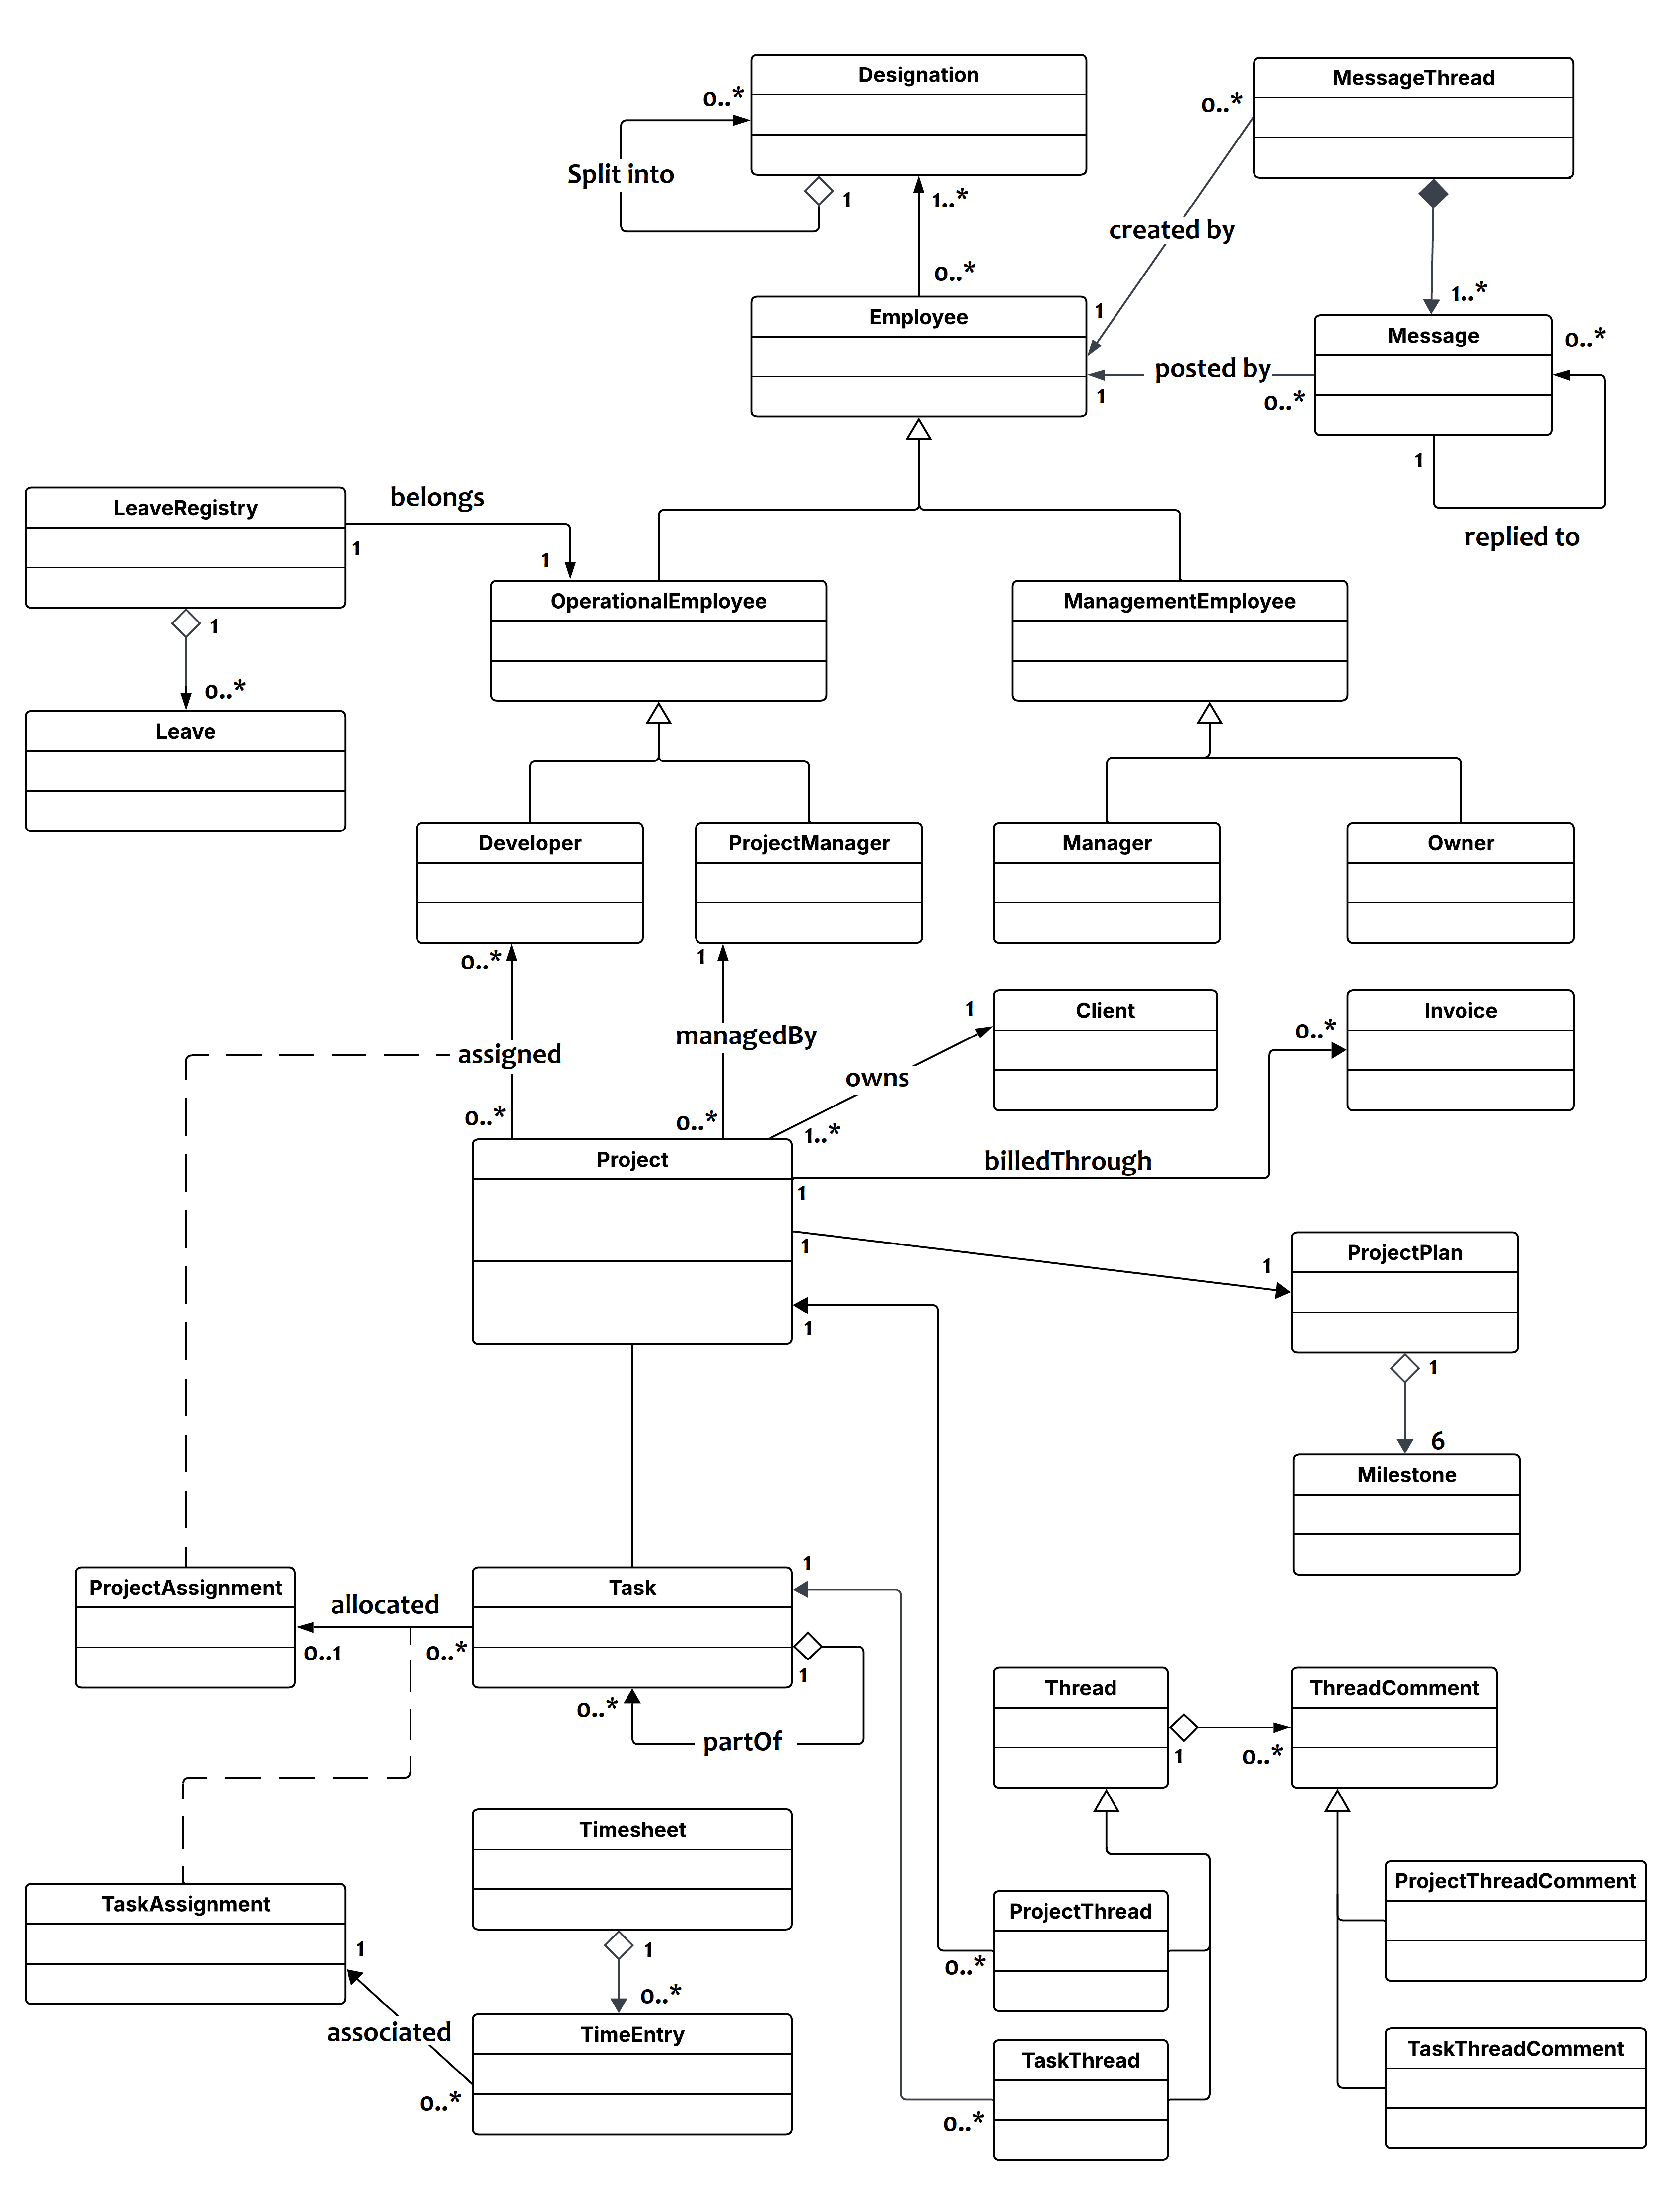 Designation
MessageThread
0..*
0..*
Split into
1
1..*
created by
0..*
1..*
Employee
1
Message
0..*
posted by
1
0..*
1
replied to
LeaveRegistry
belongs
1
1
OperationalEmployee
ManagementEmployee
1
0..*
Leave
Developer
ProjectManager
Manager
Owner
0..*
1
Client
Invoice
1
0..*
managedBy
assigned
owns
0..*
0..*
1..*
Project
billedThrough
1
1
1
ProjectPlan
1
1
6
Milestone
ProjectAssignment
allocated
Task
1
0..1
0..*
1
0..*
partOf
Thread
ThreadComment
1
0..*
Timesheet
TaskAssignment
ProjectThread
ProjectThreadComment
1
1
0..*
0..*
associated
TimeEntry
TaskThread
TaskThreadComment
0..*
0..*